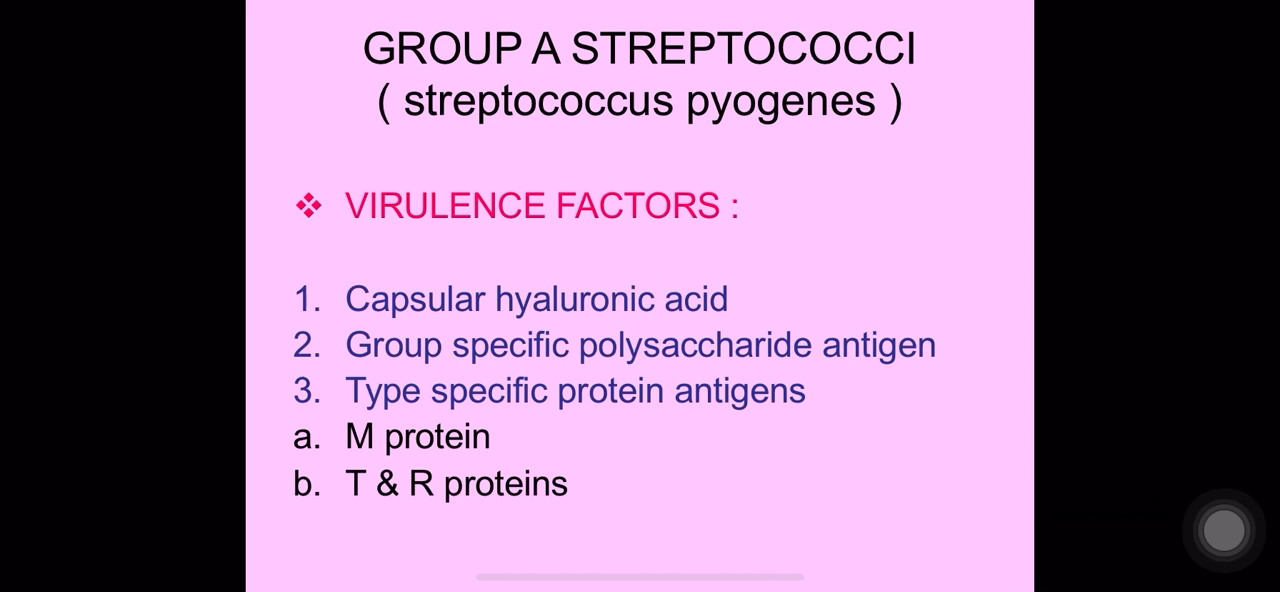 GROUP A STREPTOCOCCI
( streptococcus pyogenes )
❖ VIRULENCE FACTORS :
1. Capsular hyaluronic acid
2. Group specific polysaccharide antigen
3. Type specific protein antigens
a. M protein
b. T & R proteins